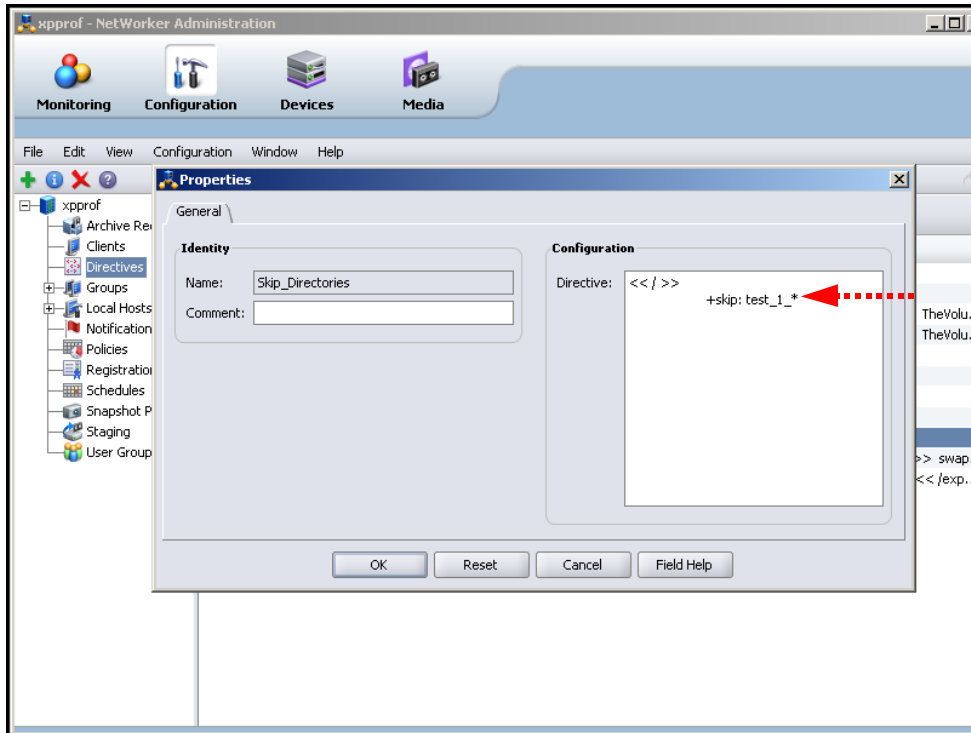 xpprof - NetWorker Administration
Monitoring Configuration Devices Media
File Edit View Configuration Window Help
Properties
xpprof
Archive Re
Clients
Directives
Groups
Local Hosts
Notification
Policies
Registratio
Schedules
Snapshot P
Staging
User Group
General
Identity
Name: Skip_Directories
Comment:
Configuration
Directive: << / >>
+skip: test_1_*
OK Reset Cancel Field Help
TheVolu..
TheVolu..
>> swap..
<< /exp..